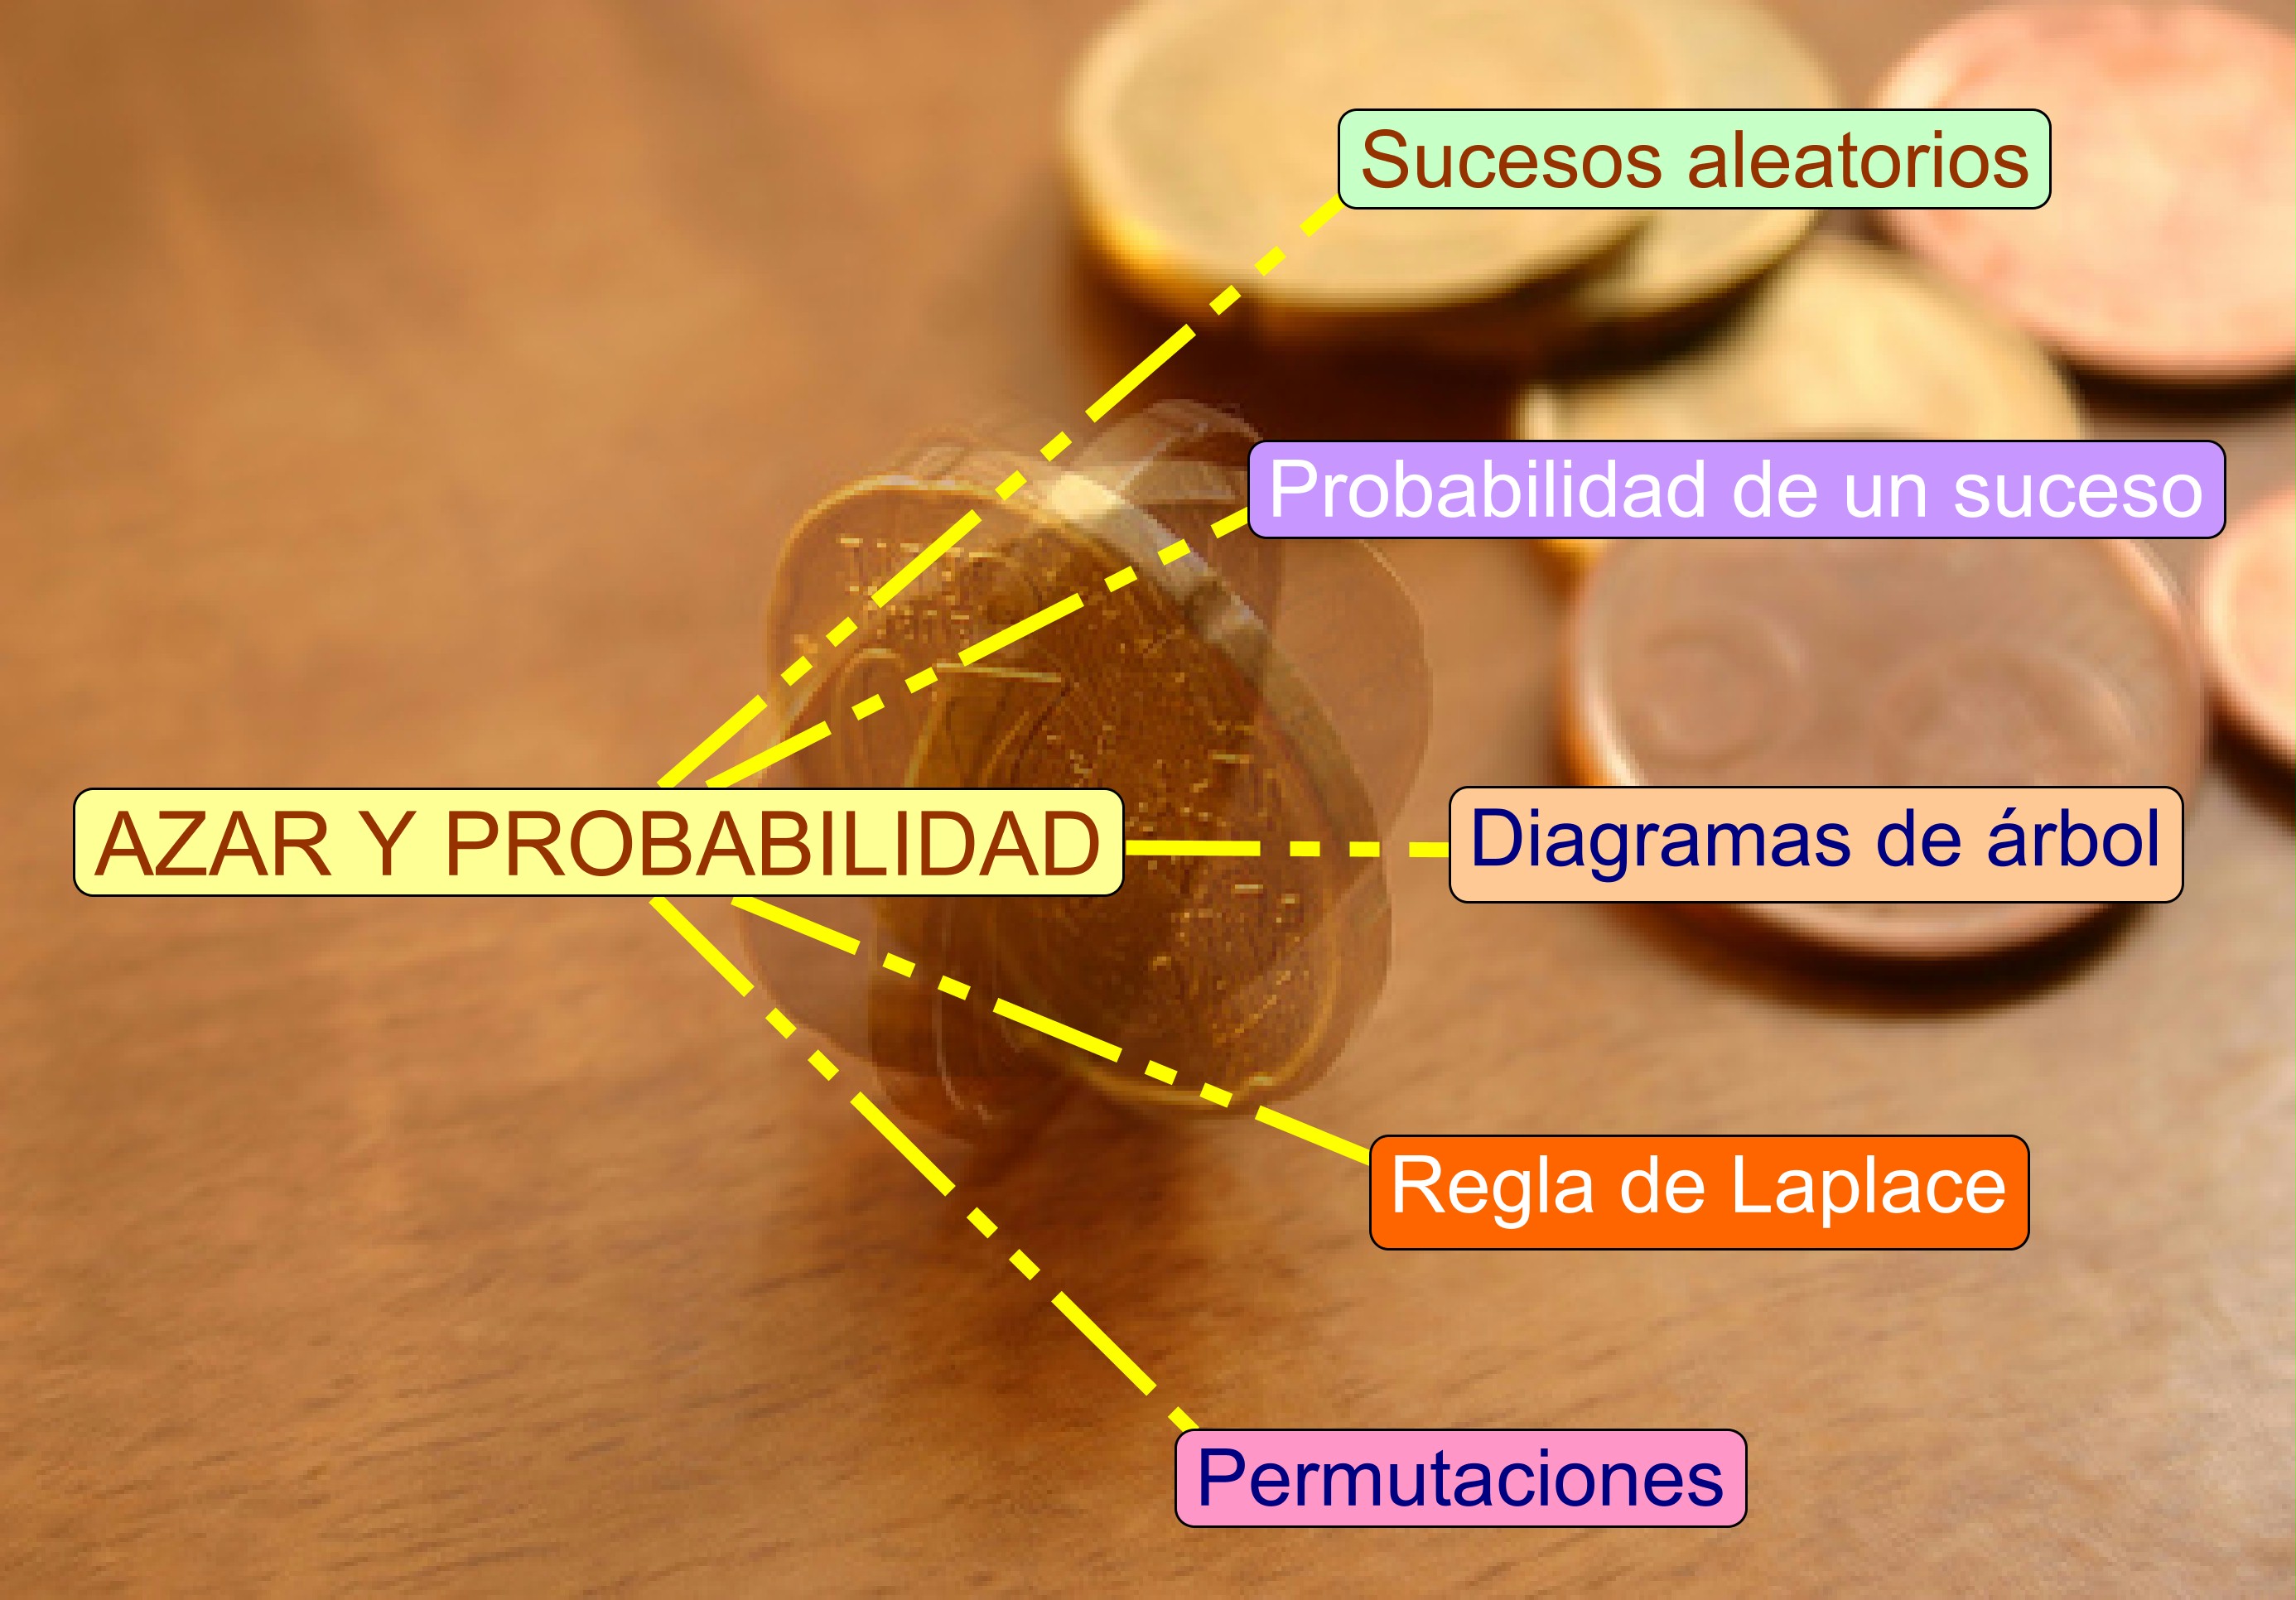 Sucesos aleatorios
Probabilidad de un suceso
AZAR Y PROBABILIDAD
Diagramas de árbol
Regla de Laplace
Permutaciones